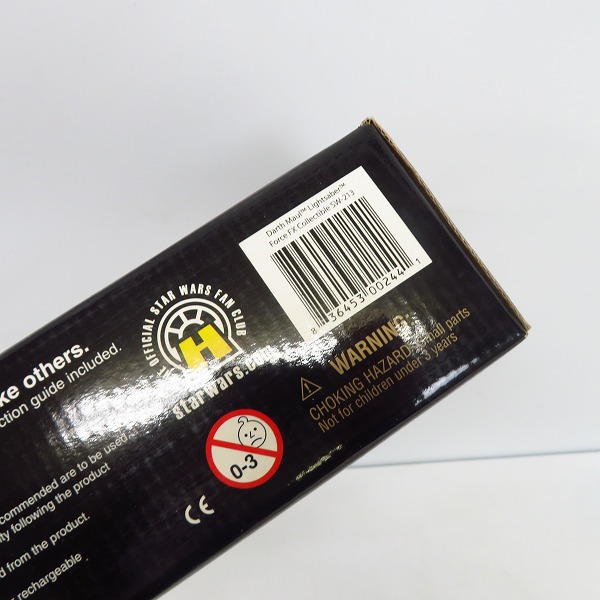 Darth Maul™ Lightsaber™
Force FX Collectible SW-213
8 36453 00244 1
OFFICIAL STAR WARS FAN CLUB
H
starwars.com
WARNING:
CHOKING HAZARD-Small parts
Not for children under 3 years
0-3
CE
ke others.
ction guide included.
commended are to be used
ity following the product
d from the product.
rechargeable